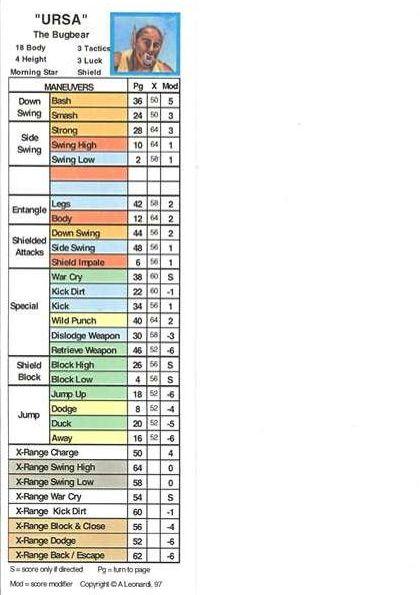 "URSA"
The Bugbear
18 Body 3 Tactics
4 Height 3 Luck
Morning Star Shield
MANEUVERS Pg X Mod
Down Swing Bash 36 50 5
Smash 24 50 3
Side Swing Strong 28 64 3
Swing High 10 64 1
Swing Low 2 58 1
Entangle Legs 42 58 2
Body 12 64 2
Shielded Attacks Down Swing 44 56 2
Side Swing 48 56 1
Shield Impale 6 56 1
Special War Cry 38 60 S
Kick Dirt 22 60 -1
Kick 34 56 1
Wild Punch 40 64 2
Dislodge Weapon 30 58 -3
Retrieve Weapon 46 52 -6
Shield Block Block High 26 56 S
Block Low 4 56 S
Jump Jump Up 18 52 -6
Dodge 8 52 -4
Duck 20 52 -5
Away 16 52 -6
X-Range Charge 50 4
X-Range Swing High 64 0
X-Range Swing Low 58 0
X-Range War Cry 54 S
X-Range Kick Dirt 60 -1
X-Range Block & Close 56 -4
X-Range Dodge 52 -6
X-Range Back / Escape 62 -6
S = score only if directed Pg = turn to page
Mod = score modifier Copyright © A Leonardi, 97